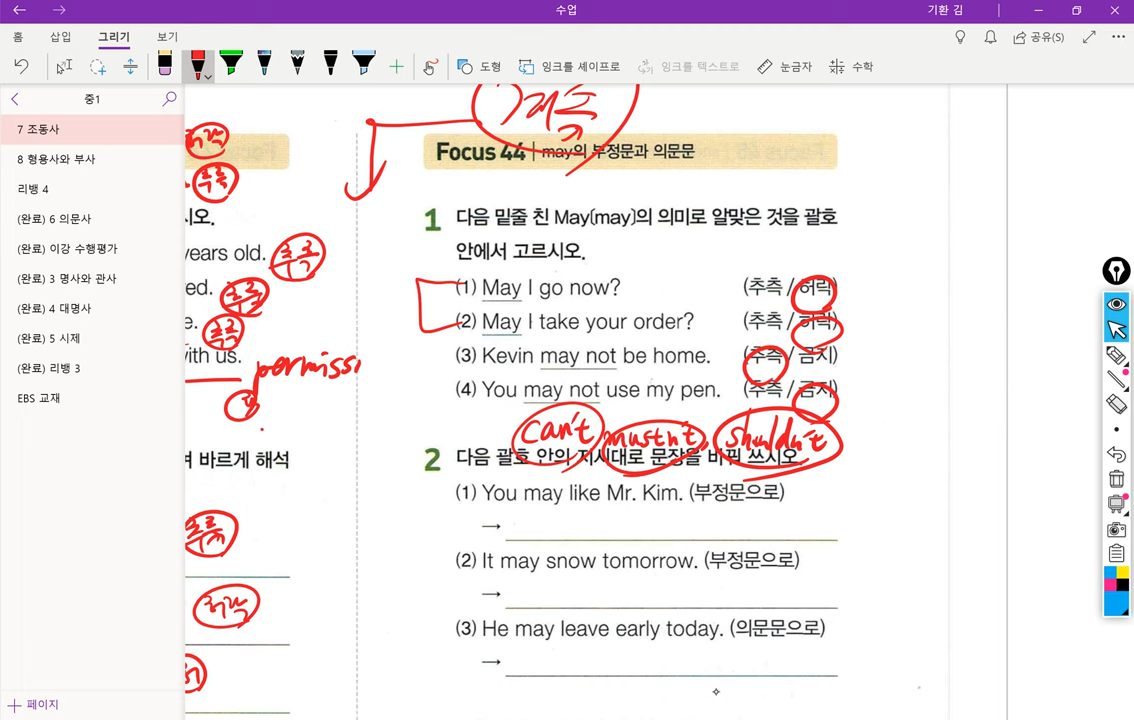 수업
기환 김
홈 삽입 그리기 보기
공유(S)
도형
잉크를 셰이프로
잉크를 텍스트로
눈금자
수학
중1
7 조동사
8 형용사와 부사
리뱅 4
(완료) 6 의문사
(완료) 이강 수행평가
(완료) 3 명사와 관사
(완료) 4 대명사
(완료) 5 시제
(완료) 리뱅 3
EBS 교재
페이지
허락
추측
시오.
years old. 추측
ed. 추측
e. 추측
with us.
permissi
며 바르게 해석
추측
허락
Focus 44 | may의 부정문과 의문문
1 다음 밑줄 친 May(may)의 의미로 알맞은 것을 괄호
안에서 고르시오.
(1) May I go now? (추측 / 허락)
(2) May I take your order? (추측 / 허락)
(3) Kevin may not be home. (추측 / 금지)
(4) You may not use my pen. (추측 / 금지)
can't mustn't, shouldn't
2 다음 괄호 안의 지시대로 문장을 바꿔 쓰시오.
(1) You may like Mr. Kim. (부정문으로)
→
(2) It may snow tomorrow. (부정문으로)
→
(3) He may leave early today. (의문문으로)
→